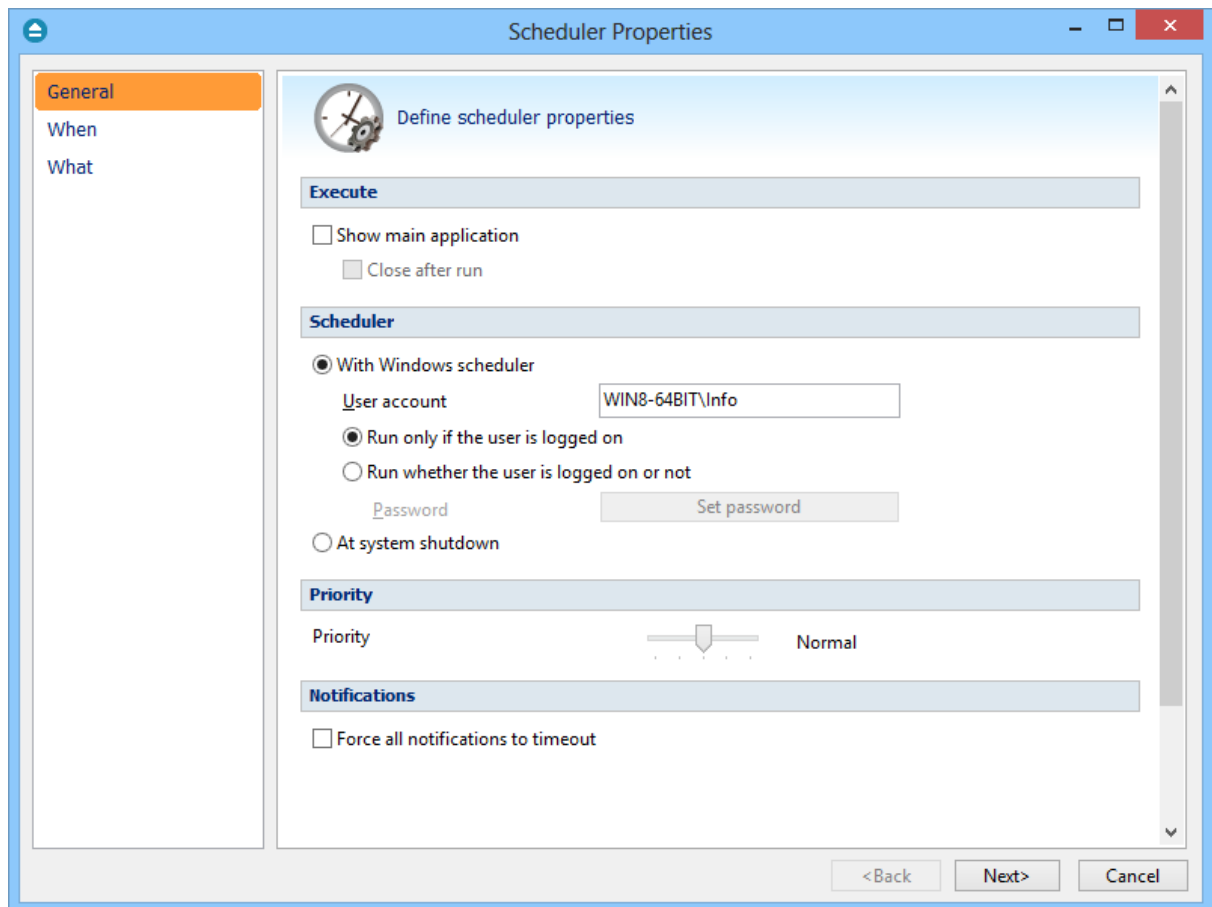 Scheduler Properties
General
When
What
Define scheduler properties
Execute
Show main application
Close after run
Scheduler
With Windows scheduler
User account WIN8-64BIT\Info
Run only if the user is logged on
Run whether the user is logged on or not
Password Set password
At system shutdown
Priority
Priority Normal
Notifications
Force all notifications to timeout
<Back Next> Cancel